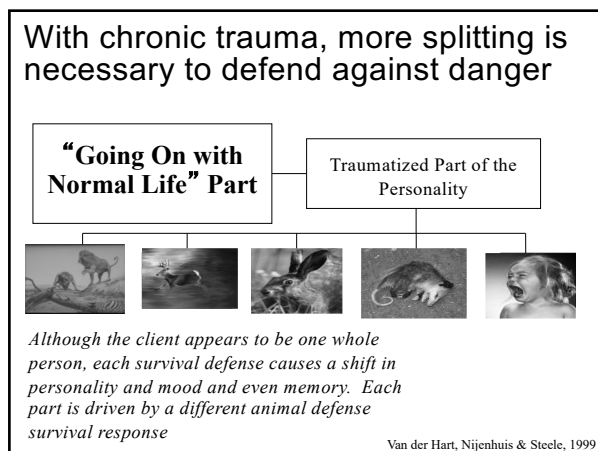 With chronic trauma, more splitting is
necessary to defend against danger
“Going On with
Normal Life” Part
Traumatized Part of the
Personality
Although the client appears to be one whole
person, each survival defense causes a shift in
personality and mood and even memory.  Each
part is driven by a different animal defense
survival response
Van der Hart, Nijenhuis & Steele, 1999